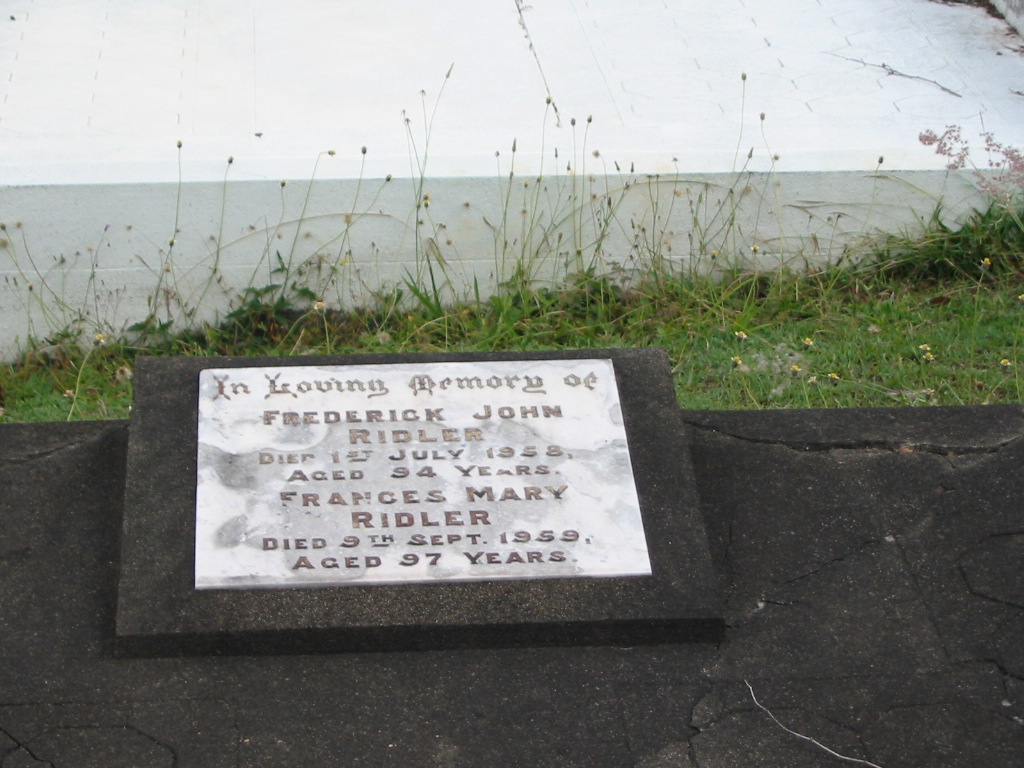 In Loving Memory of
FREDERICK JOHN
RIDLER
DIED 1ST JULY 1958,
AGED 94 YEARS.
FRANCES MARY
RIDLER
DIED 9TH SEPT. 1959,
AGED 97 YEARS.